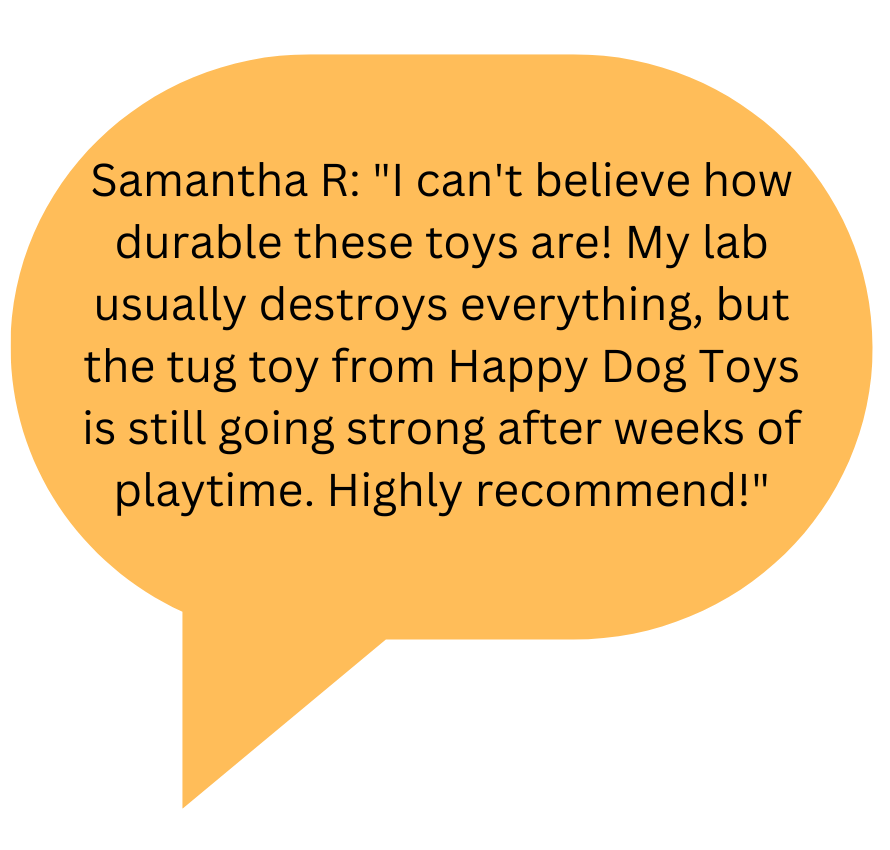 Samantha R: "I can't believe how
durable these toys are! My lab
usually destroys everything, but
the tug toy from Happy Dog Toys
is still going strong after weeks of
playtime. Highly recommend!"